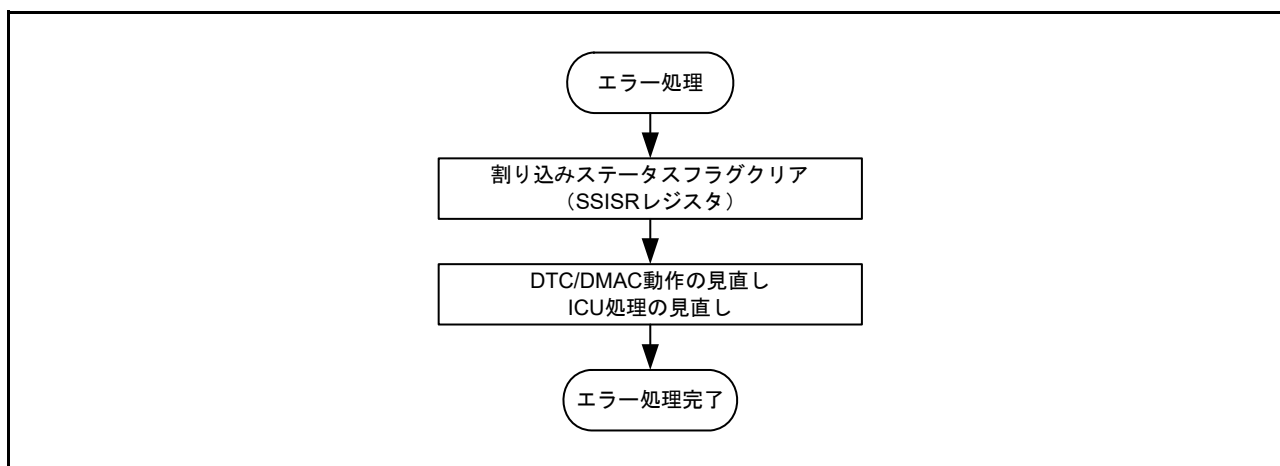 エラー処理
割り込みステータスフラグクリア
（SSISRレジスタ）
DTC/DMAC動作の見直し
ICU処理の見直し
エラー処理完了